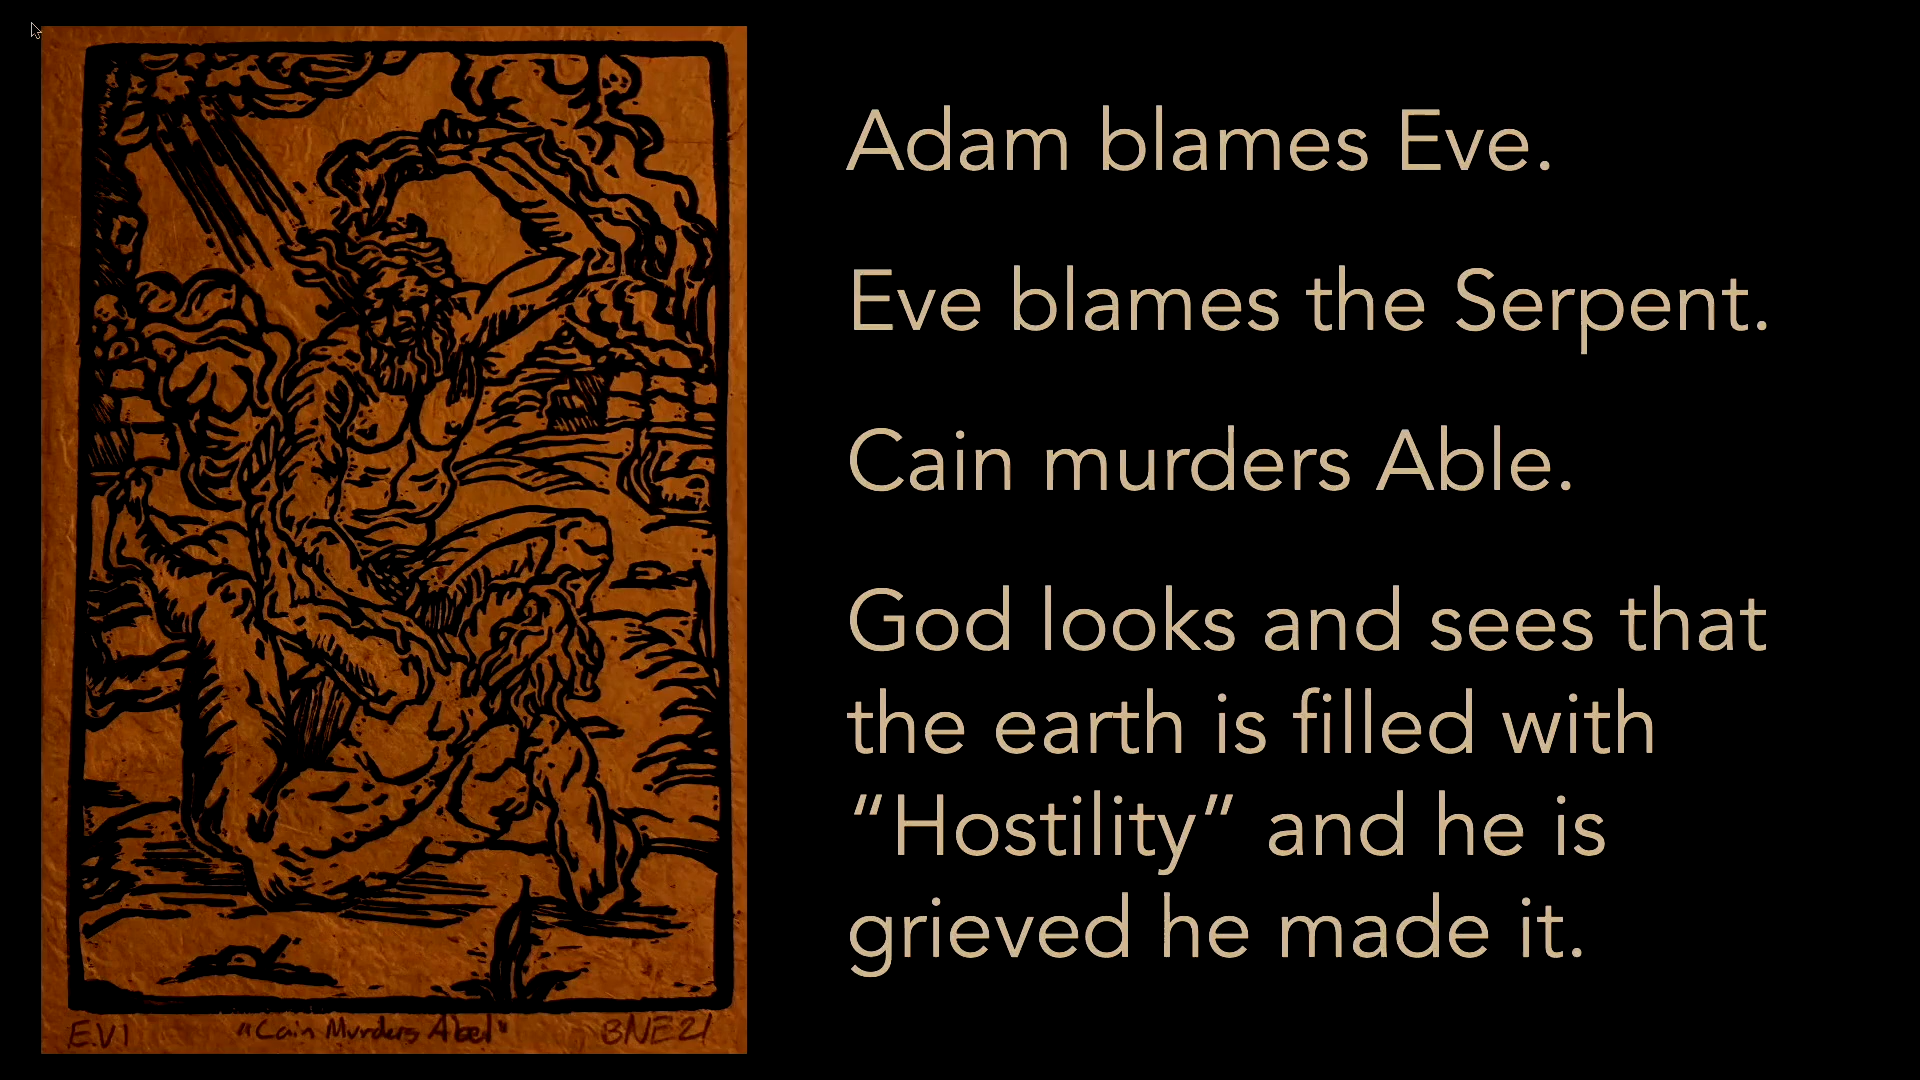 Adam blames Eve.
Eve blames the Serpent.
Cain murders Able.
God looks and sees that
the earth is filled with
“Hostility” and he is
grieved he made it.
E.V 1 "Cain Murders Abel" BNE21